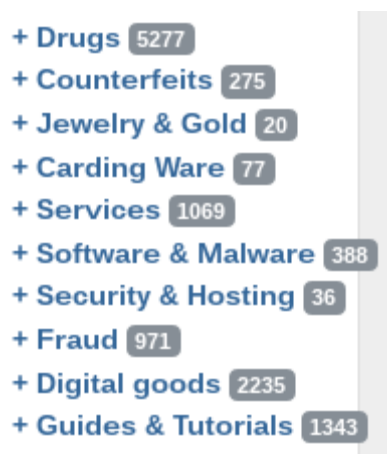 + Drugs 5277
+ Counterfeits 275
+ Jewelry & Gold 20
+ Carding Ware 77
+ Services 1069
+ Software & Malware 388
+ Security & Hosting 36
+ Fraud 971
+ Digital goods 2235
+ Guides & Tutorials 1343